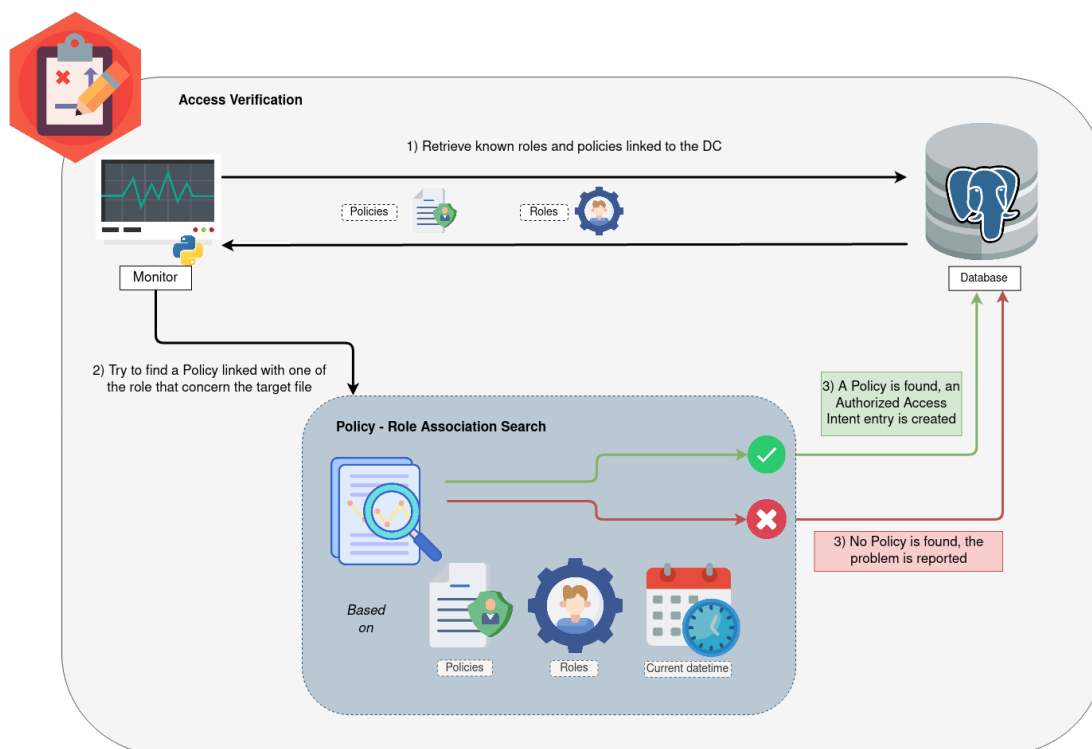 Access Verification
1) Retrieve known roles and policies linked to the DC
Policies
Roles
Monitor
Database
2) Try to find a Policy linked with one of
the role that concern the target file
3) A Policy is found, an
Authorized Access
Intent entry is created
Policy - Role Association Search
3) No Policy is found, the
problem is reported
Based
on
Policies
Roles
Current datetime